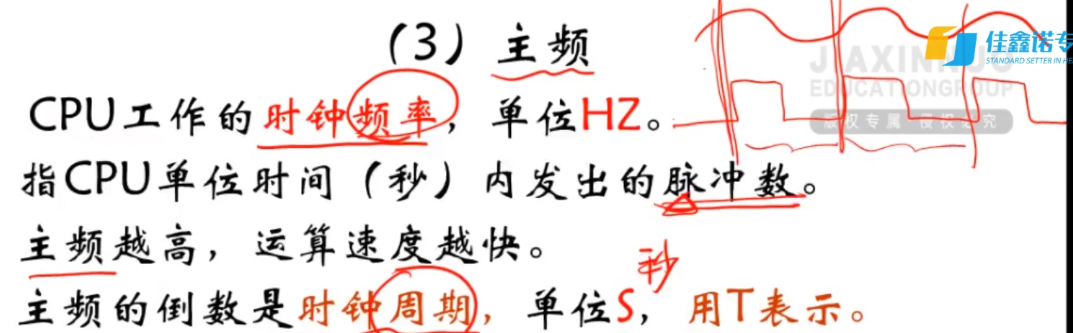 （3）主频
佳鑫诺专
STANDARD SETTER IN HE
JIAXINNUO
EDUCATIONGROUP
版权专属 侵权必究
CPU工作的时钟频率，单位HZ。
指CPU单位时间（秒）内发出的脉冲数。
主频越高，运算速度越快。
秒
主频的倒数是时钟周期，单位S，用T表示。